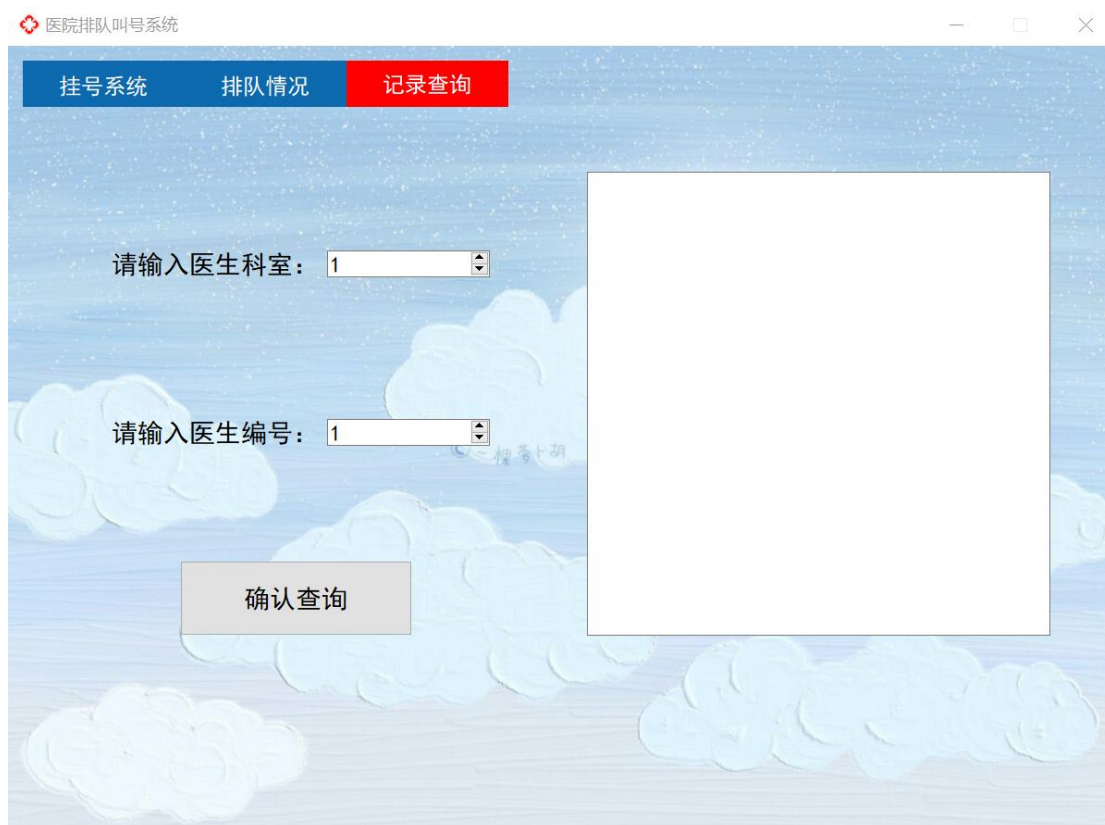 医院排队叫号系统
挂号系统 排队情况 记录查询
请输入医生科室： 1
请输入医生编号： 1
确认查询